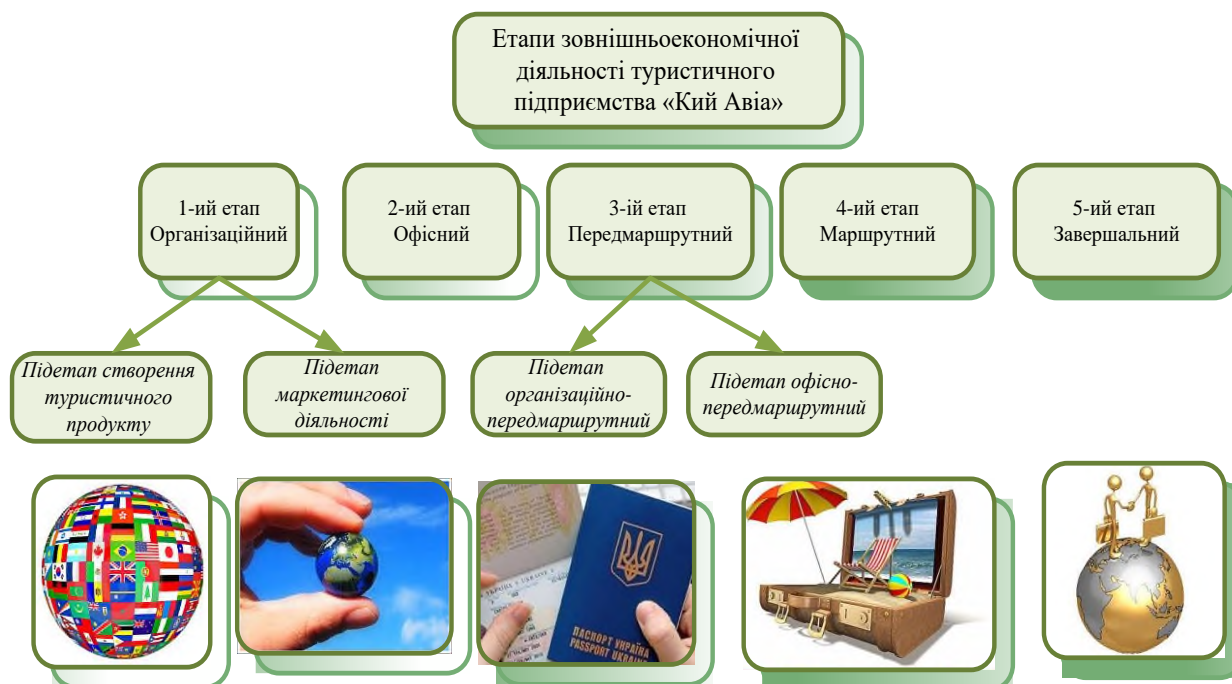 Етапи зовнішньоекономічної
діяльності туристичного
підприємства «Кий Авіа»
1-ий етап
Організаційний
2-ий етап
Офісний
3-ій етап
Передмаршрутний
4-ий етап
Маршрутний
5-ий етап
Завершальний
Підетап створення
туристичного
продукту
Підетап
маркетингової
діяльності
Підетап
організаційно-
передмаршрутний
Підетап офісно-
передмаршрутний
ПАСПОРТ УКРАЇНА
PASSPORT UKRAINE